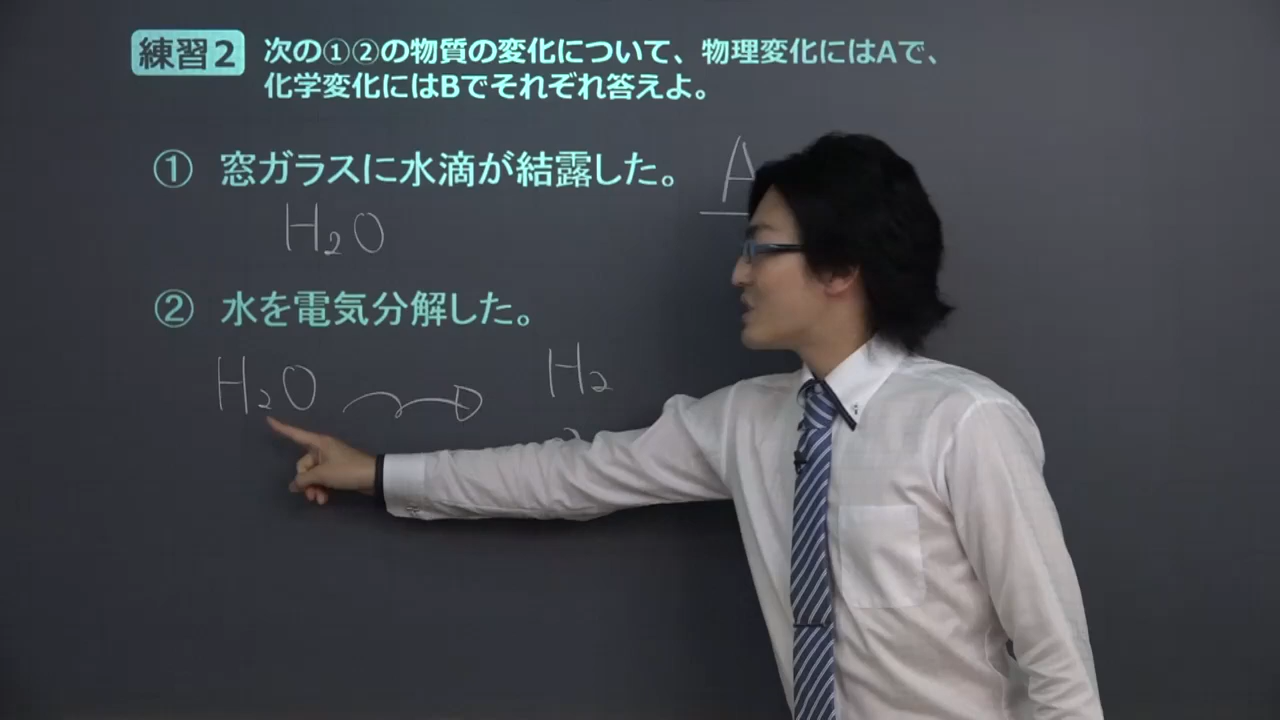 練習2 次の①②の物質の変化について、物理変化にはAで、
化学変化にはBでそれぞれ答えよ。
① 窓ガラスに水滴が結露した。 A
H₂O
② 水を電気分解した。
H₂O → H₂